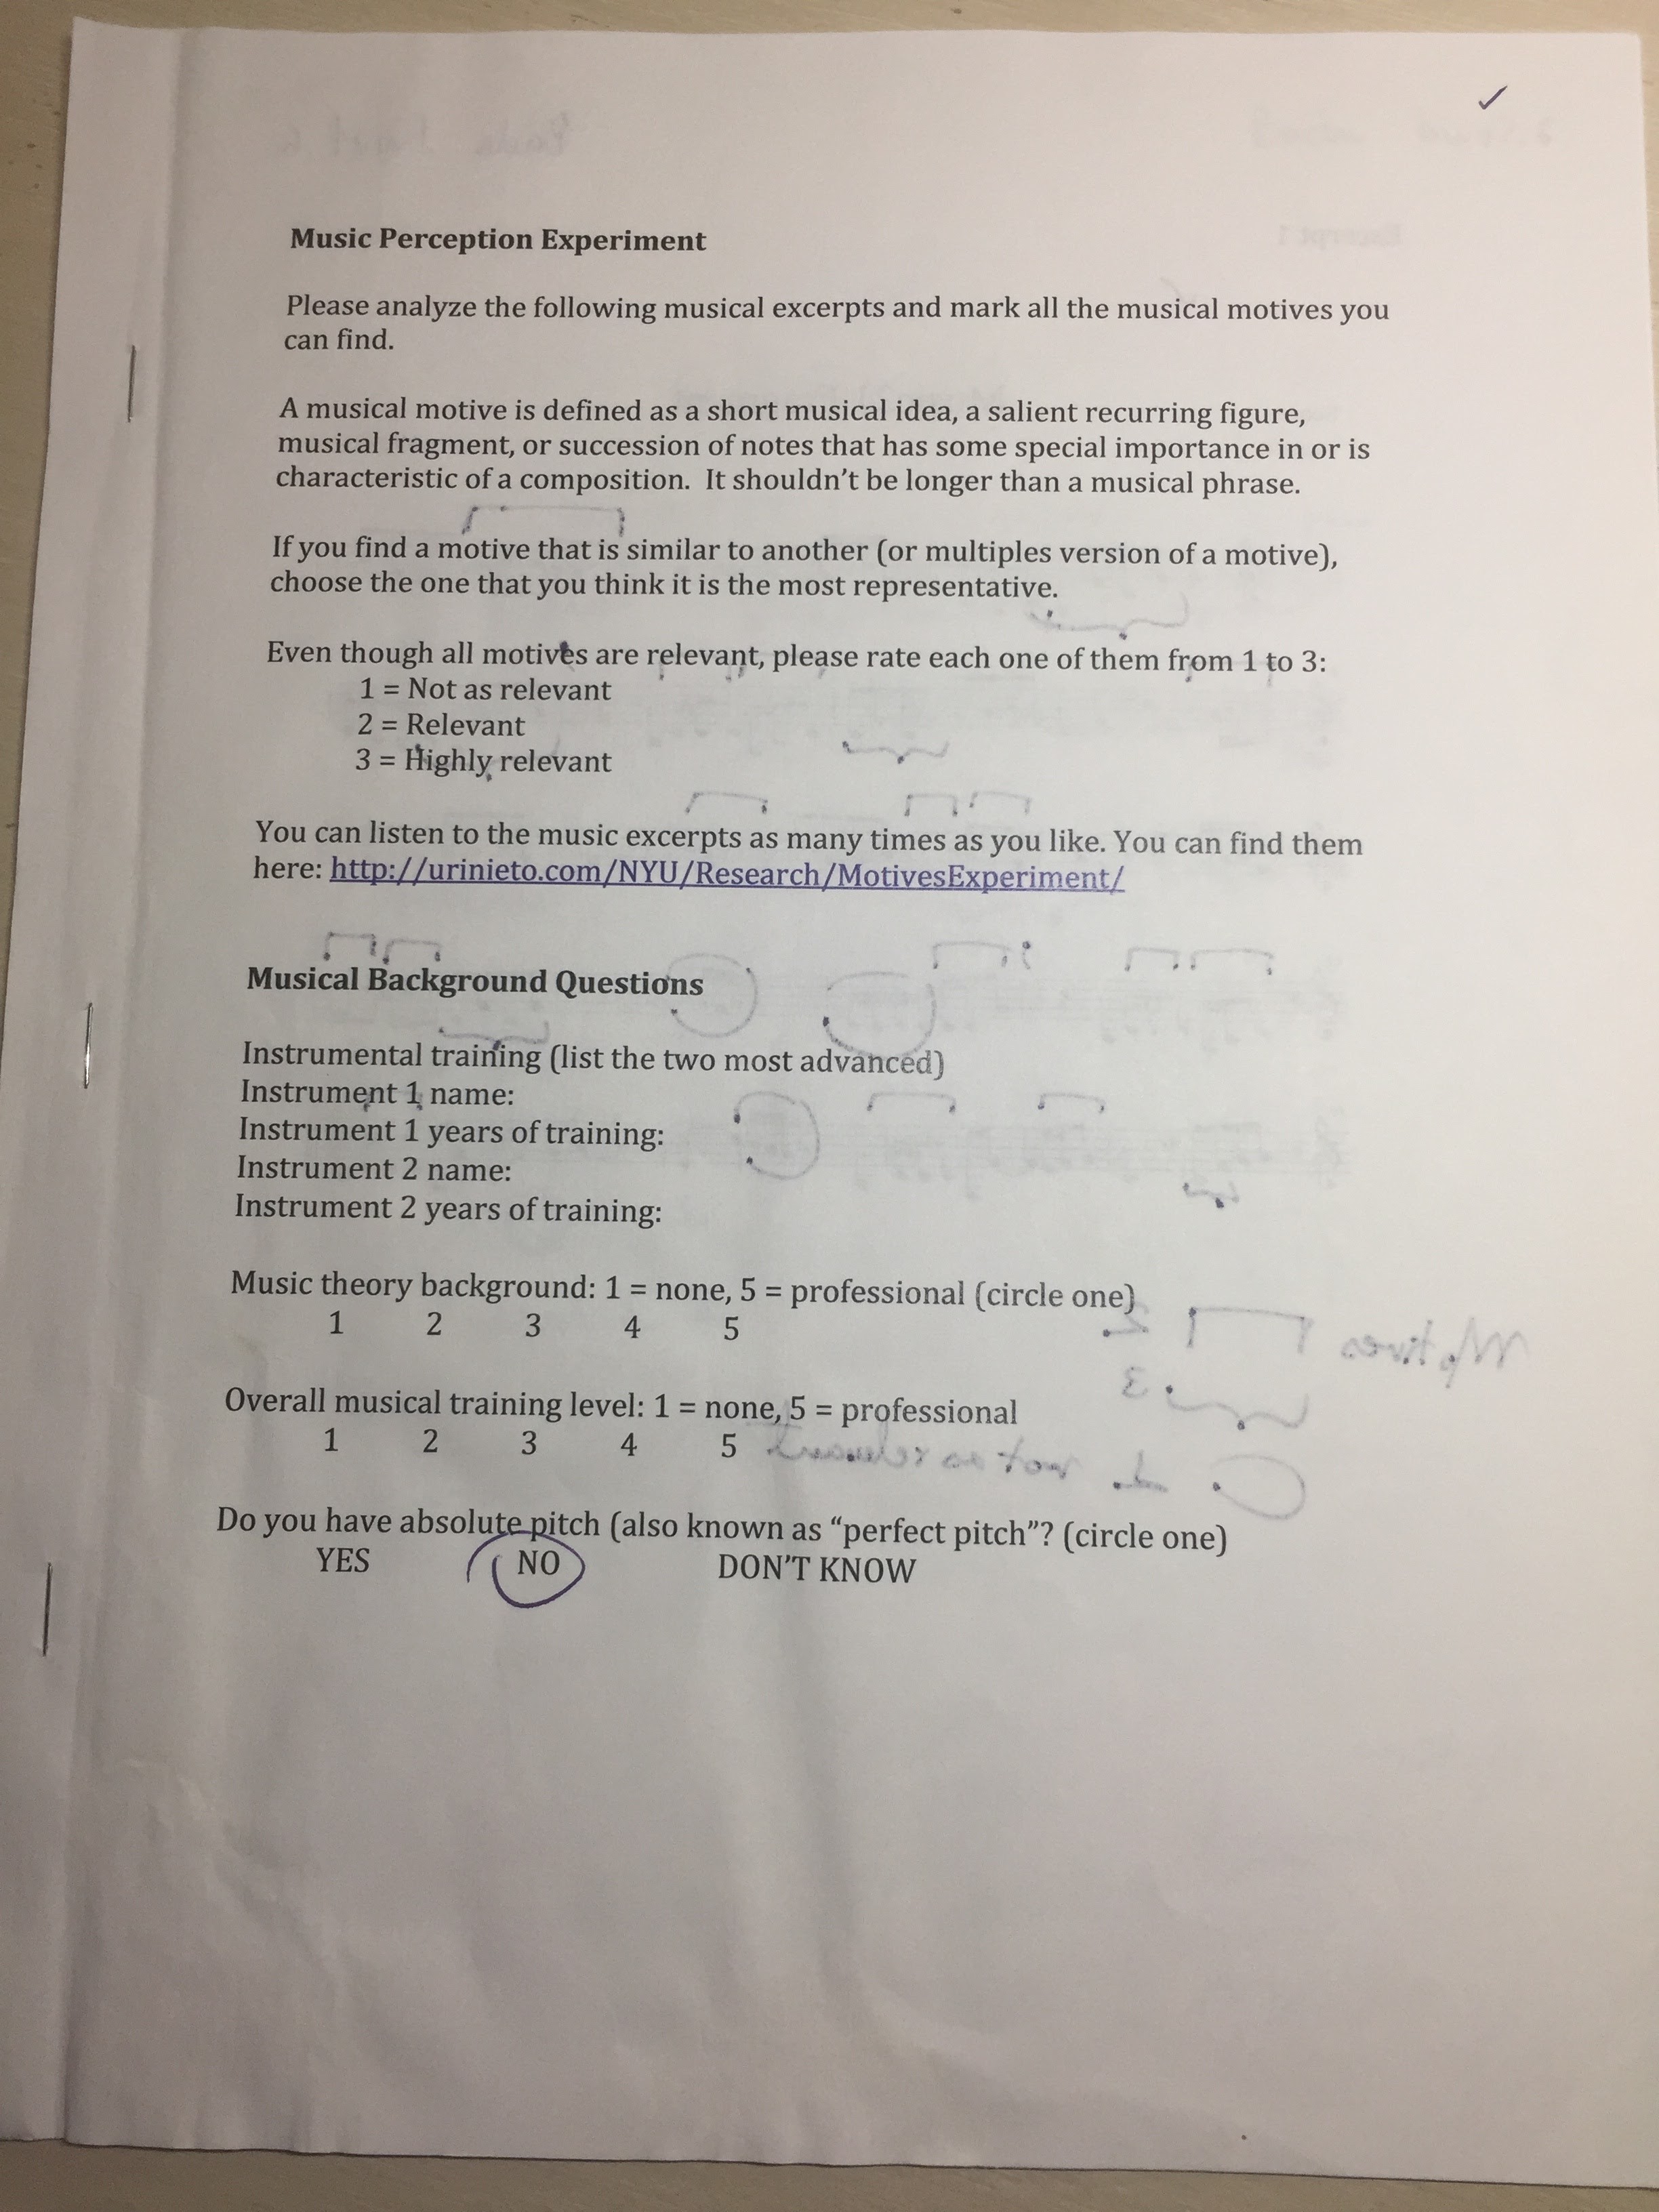 Music Perception Experiment
Please analyze the following musical excerpts and mark all the musical motives you
can find.
A musical motive is defined as a short musical idea, a salient recurring figure,
musical fragment, or succession of notes that has some special importance in or is
characteristic of a composition.  It shouldn't be longer than a musical phrase.
If you find a motive that is similar to another (or multiples version of a motive),
choose the one that you think it is the most representative.
Even though all motives are relevant, please rate each one of them from 1 to 3:
1 = Not as relevant
2 = Relevant
3 = Highly relevant
You can listen to the music excerpts as many times as you like. You can find them
here: http://urinieto.com/NYU/Research/MotivesExperiment/
Musical Background Questions
Instrumental training (list the two most advanced)
Instrument 1 name:
Instrument 1 years of training:
Instrument 2 name:
Instrument 2 years of training:
Music theory background: 1 = none, 5 = professional (circle one)
1 2 3 4 5
Overall musical training level: 1 = none, 5 = professional
1 2 3 4 5
Do you have absolute pitch (also known as “perfect pitch”? (circle one)
YES NO DON'T KNOW
Excerpt 1
Motives 2.
3
1. not as relevant